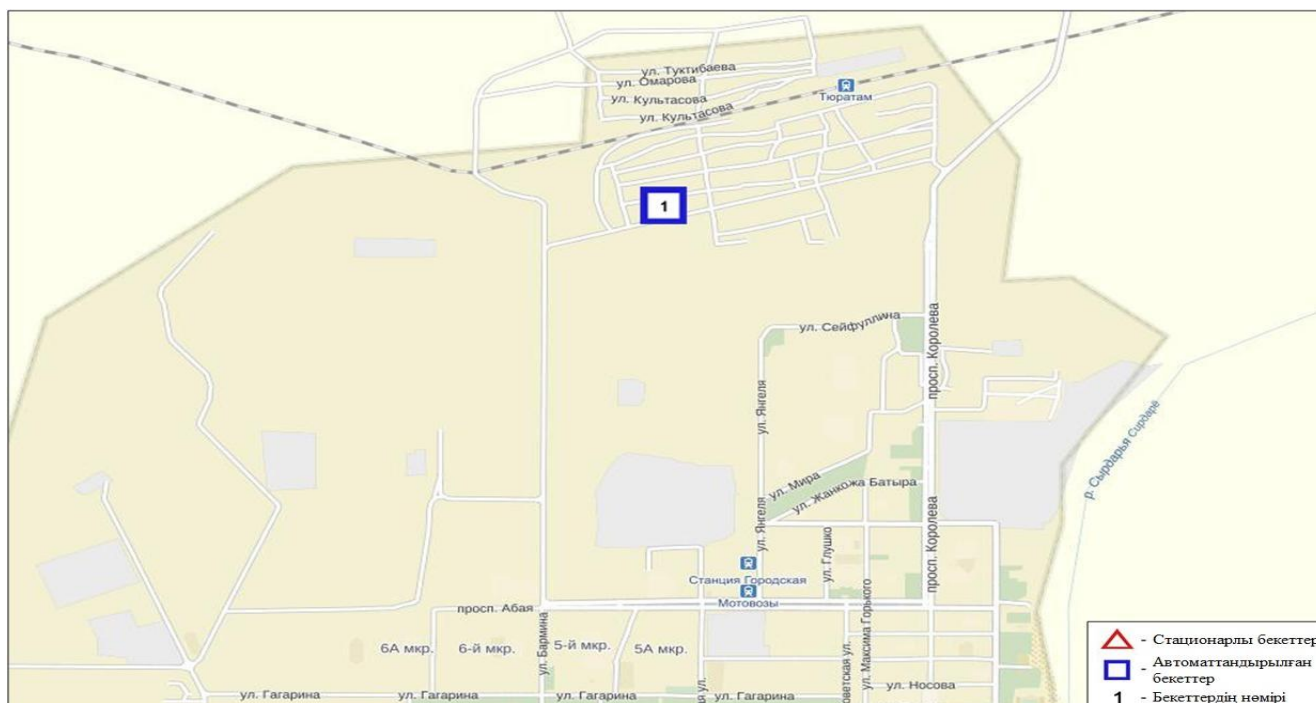 ул. Туктибаева
ул. Омарова
ул. Культасова
ул. Культасова
Тюратам
1
ул. Сейфуллина
просп. Королева
ул. Янгеля
р. Сырдарья Сирдарё
ул. Мира
ул. Жанкожа Батыра
ул. Янгеля
ул. Глушко
просп. Королева
Станция Городская
Мотовозы
просп. Абая
ул. Бармина
6А мкр.
6-й мкр.
5-й мкр.
5А мкр.
ул. Максима Горького
ул. Носова
ул. Гагарина
ул. Гагарина
ул. Гагарина
ул. Гагарина
- Стационарлы бекеттер
- Автоматтандырылған
бекеттер
1 - Бекеттердің нөмірі